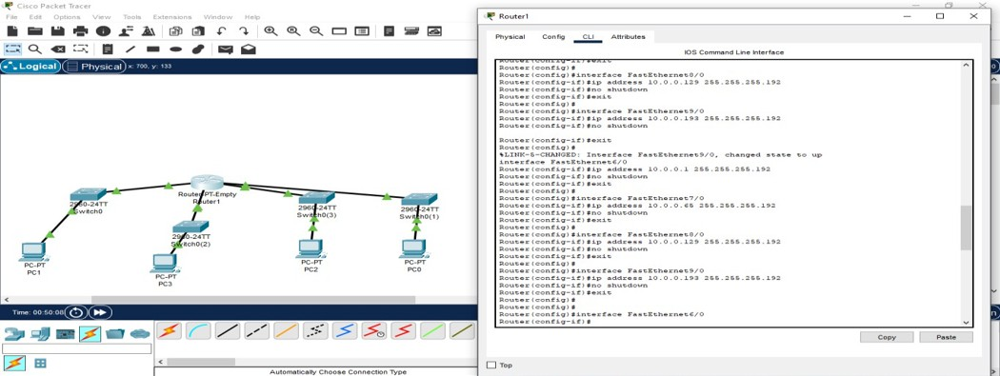 Cisco Packet Tracer
File Edit Options View Tools Extensions Window Help
Logical Physical x: 700, y: 133
Router-PT-Empty
Router1
2960-24TT
Switch0
2960-24TT
Switch0(2)
2960-24TT
Switch0(3)
2960-24TT
Switch0(1)
PC-PT
PC1
PC-PT
PC3
PC-PT
PC2
PC-PT
PC0
Time: 00:50:08
Automatically Choose Connection Type
Router1
Physical Config CLI Attributes
IOS Command Line Interface
Router(config-if)#exit
Router(config)#
Router(config)#interface FastEthernet8/0
Router(config-if)#ip address 10.0.0.129 255.255.255.192
Router(config-if)#no shutdown
Router(config-if)#exit
Router(config)#
Router(config)#interface FastEthernet9/0
Router(config-if)#ip address 10.0.0.193 255.255.255.192
Router(config-if)#no shutdown
Router(config-if)#exit
Router(config)#
%LINK-5-CHANGED: Interface FastEthernet9/0, changed state to up
interface FastEthernet6/0
Router(config-if)#ip address 10.0.0.1 255.255.255.192
Router(config-if)#no shutdown
Router(config-if)#exit
Router(config)#
Router(config)#interface FastEthernet7/0
Router(config-if)#ip address 10.0.0.65 255.255.255.192
Router(config-if)#no shutdown
Router(config-if)#exit
Router(config)#
Router(config)#interface FastEthernet8/0
Router(config-if)#ip address 10.0.0.129 255.255.255.192
Router(config-if)#no shutdown
Router(config-if)#exit
Router(config)#
Router(config)#interface FastEthernet9/0
Router(config-if)#ip address 10.0.0.193 255.255.255.192
Router(config-if)#no shutdown
Router(config-if)#exit
Router(config)#
Router(config)#
Router(config)#interface FastEthernet6/0
Router(config-if)#
Copy Paste
Top